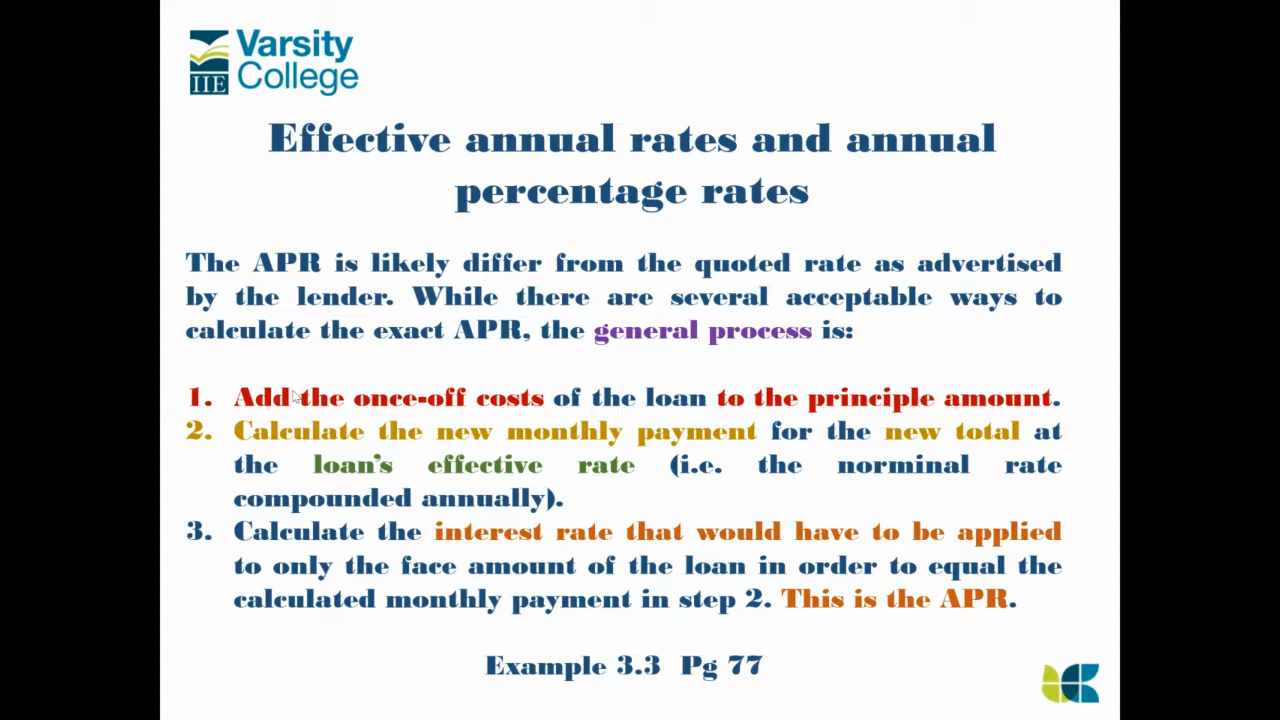 Varsity
College
IIE
Effective annual rates and annual
percentage rates
The APR is likely differ from the quoted rate as advertised
by the lender. While there are several acceptable ways to
calculate the exact APR, the general process is:
1. Add the once-off costs of the loan to the principle amount.
2. Calculate the new monthly payment for the new total at
the loan's effective rate (i.e. the norminal rate
compounded annually).
3. Calculate the interest rate that would have to be applied
to only the face amount of the loan in order to equal the
calculated monthly payment in step 2. This is the APR.
Example 3.3 Pg 77